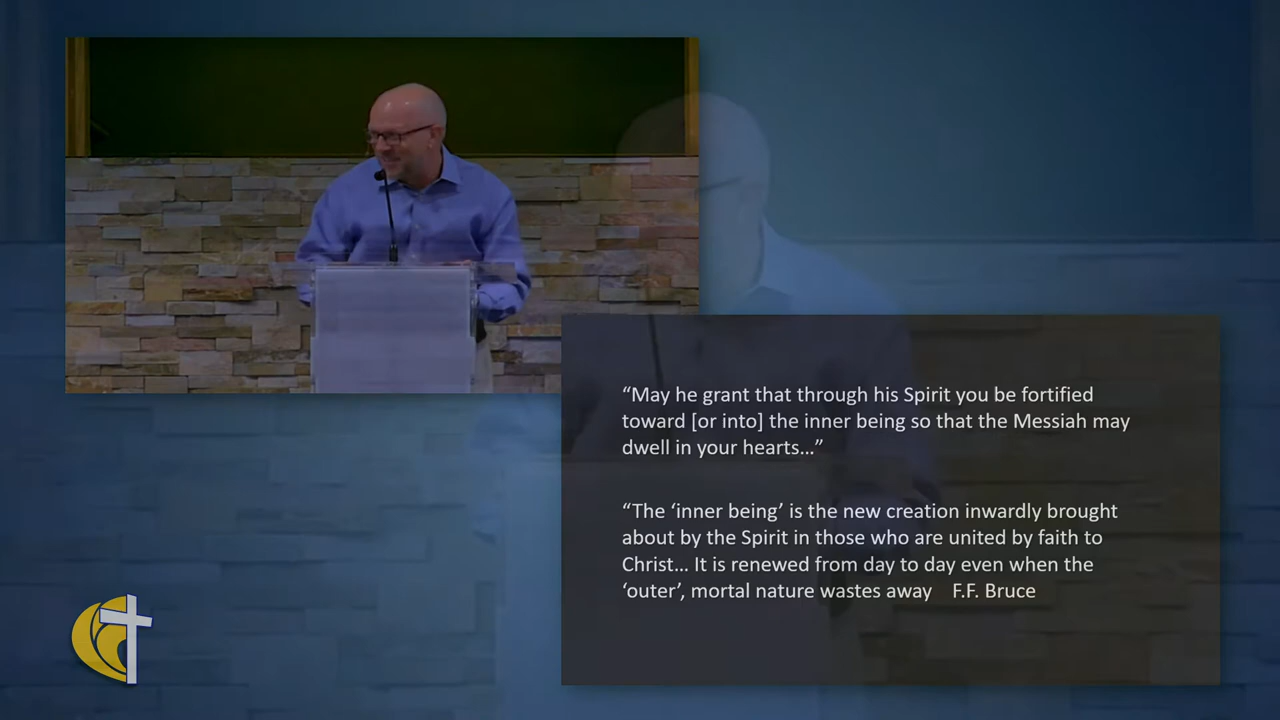 “May he grant that through his Spirit you be fortified
toward [or into] the inner being so that the Messiah may
dwell in your hearts…”
“The ‘inner being’ is the new creation inwardly brought
about by the Spirit in those who are united by faith to
Christ… It is renewed from day to day even when the
‘outer’, mortal nature wastes away F.F. Bruce